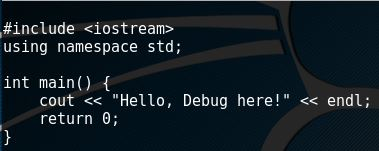 #include <iostream>
using namespace std;

int main() {
    cout << "Hello, Debug here!" << endl;
    return 0;
}